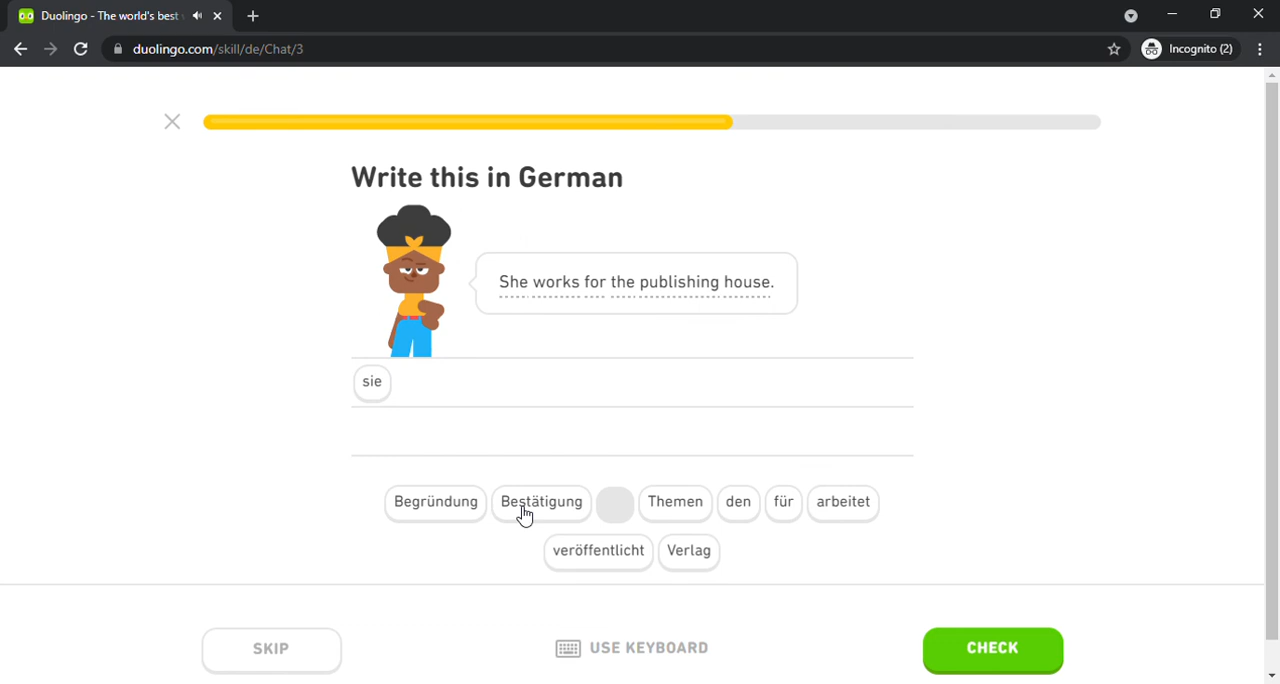 Duolingo - The world's best
duolingo.com/skill/de/Chat/3
Incognito (2)
Write this in German
She works for the publishing house.
sie
Begründung Bestätigung Themen den für arbeitet
veröffentlicht Verlag
SKIP
USE KEYBOARD
CHECK